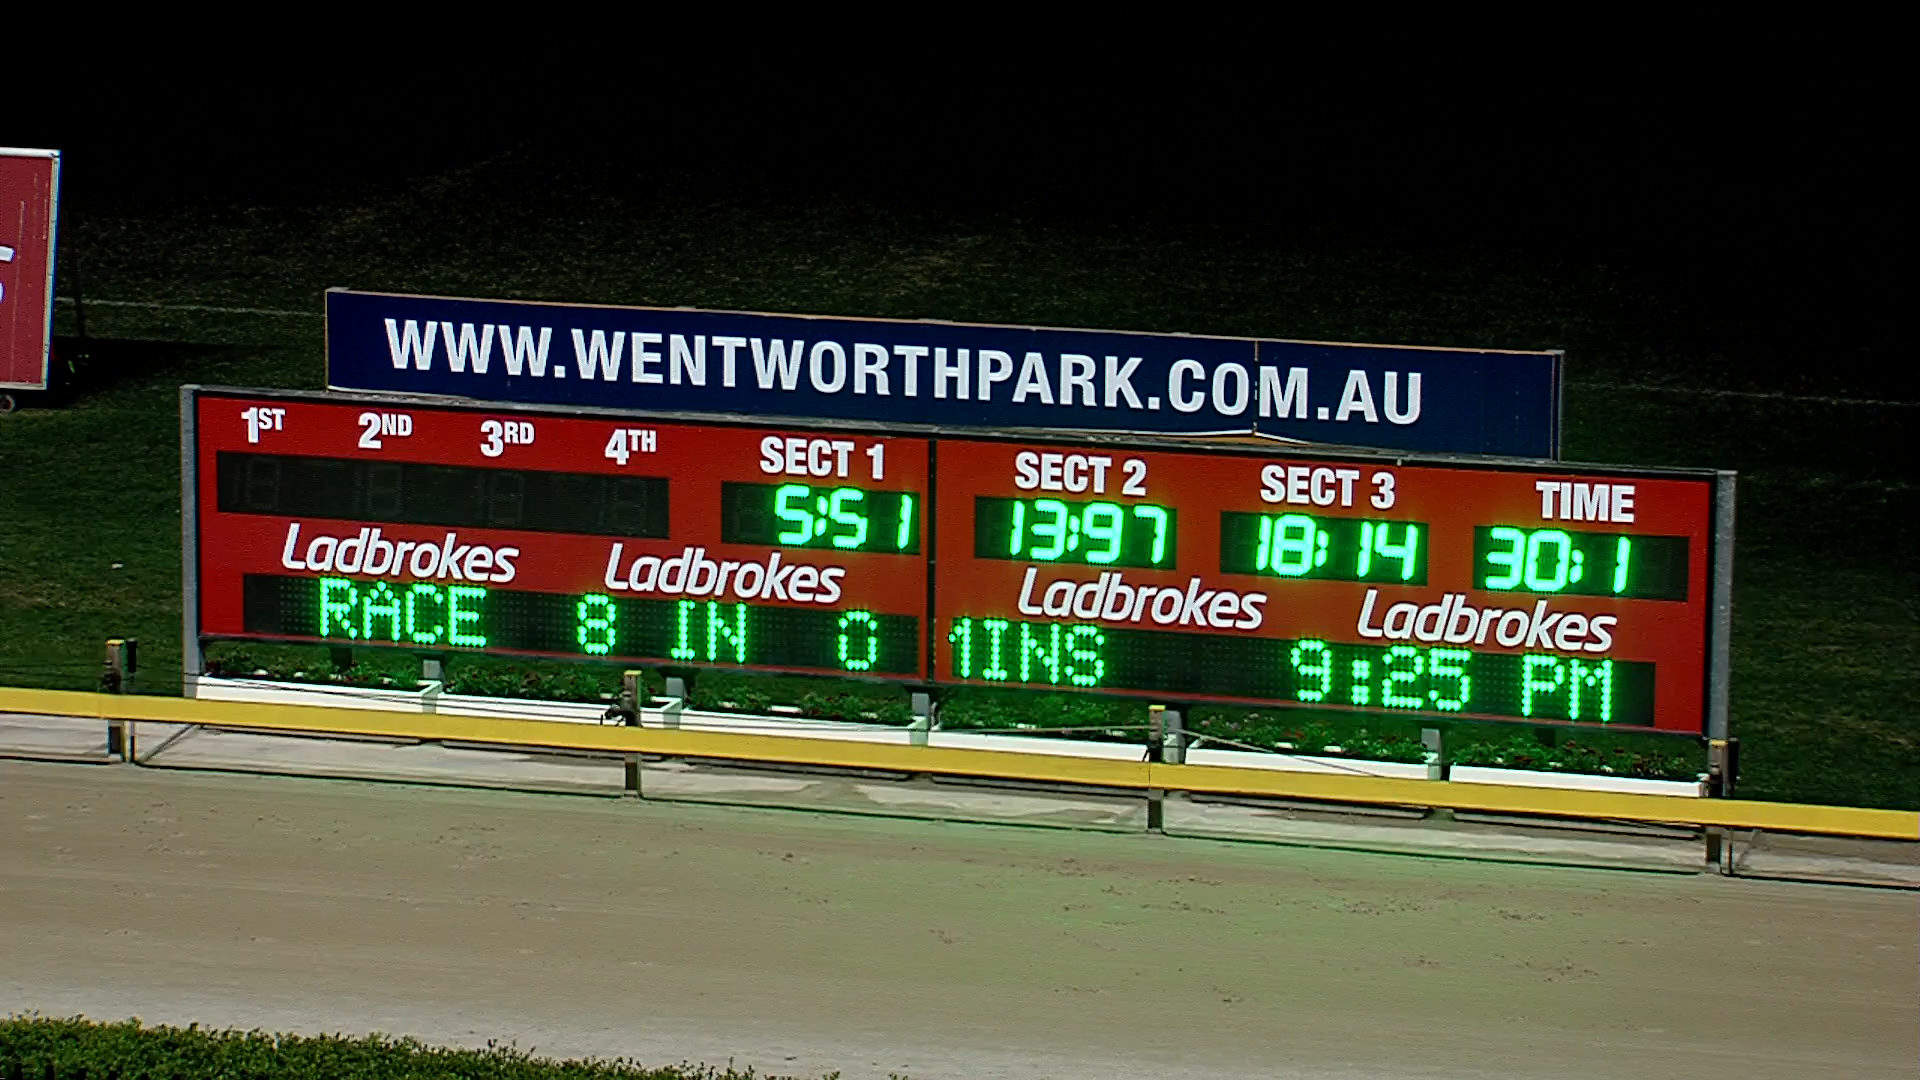 WWW.WENTWORTHPARK.COM.AU
1ST 2ND 3RD 4TH SECT 1 SECT 2 SECT 3 TIME
5:51 13:97 18:14 30:1
Ladbrokes Ladbrokes Ladbrokes Ladbrokes
RACE 8 IN 0 1INS 9:25 PM